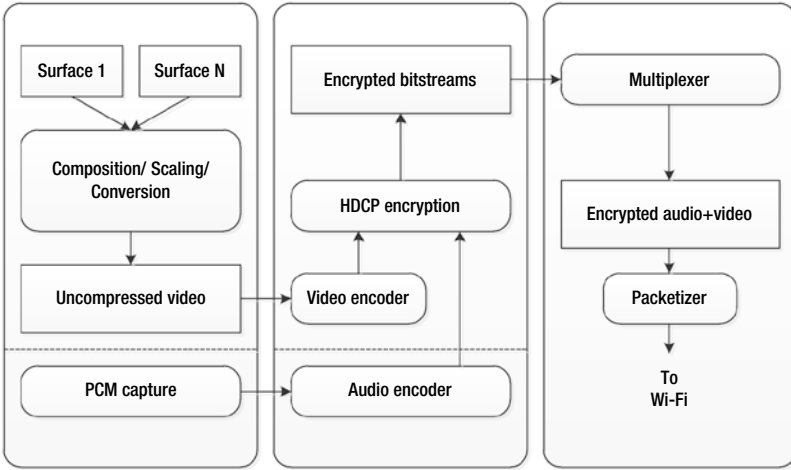 Surface 1
Surface N
Composition/ Scaling/
Conversion
Uncompressed video
PCM capture
Encrypted bitstreams
HDCP encryption
Video encoder
Audio encoder
Multiplexer
Encrypted audio+video
Packetizer
To
Wi-Fi